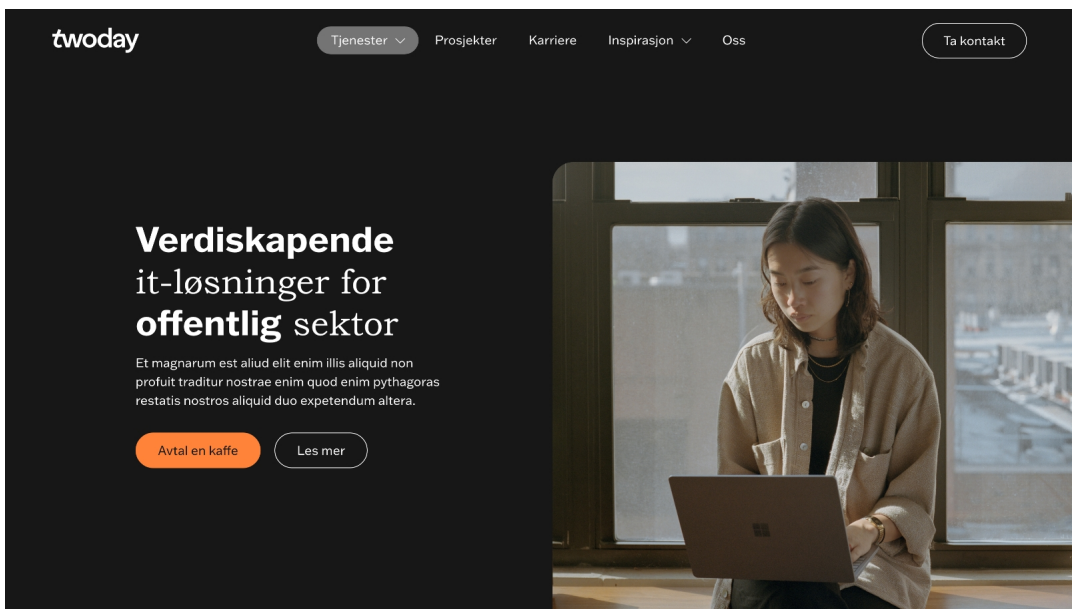 twoday
Tjenester
Prosjekter
Karriere
Inspirasjon
Oss
Ta kontakt
Verdiskapende
it-løsninger for
offentlig sektor
Et magnarum est aliud elit enim illis aliquid non
profuit traditur nostrae enim quod enim pythagoras
restatis nostros aliquid duo expetendum altera.
Avtal en kaffe
Les mer